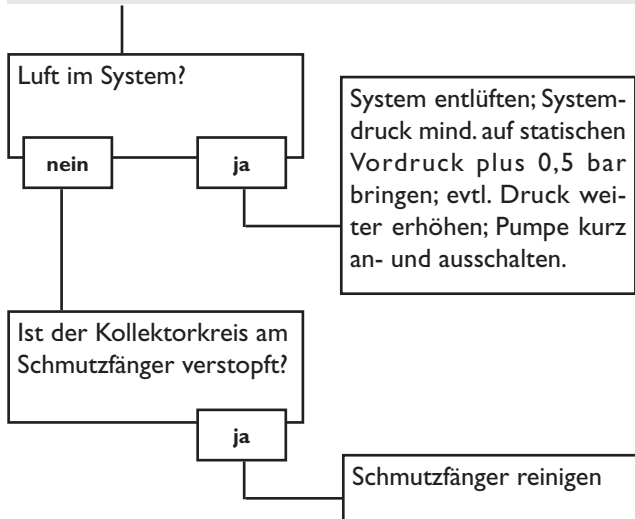 Luft im System?
nein
ja
System entlüften; System-
druck mind. auf statischen
Vordruck plus 0,5 bar
bringen; evtl. Druck wei-
ter erhöhen; Pumpe kurz
an- und ausschalten.
Ist der Kollektorkreis am
Schmutzfänger verstopft?
ja
Schmutzfänger reinigen